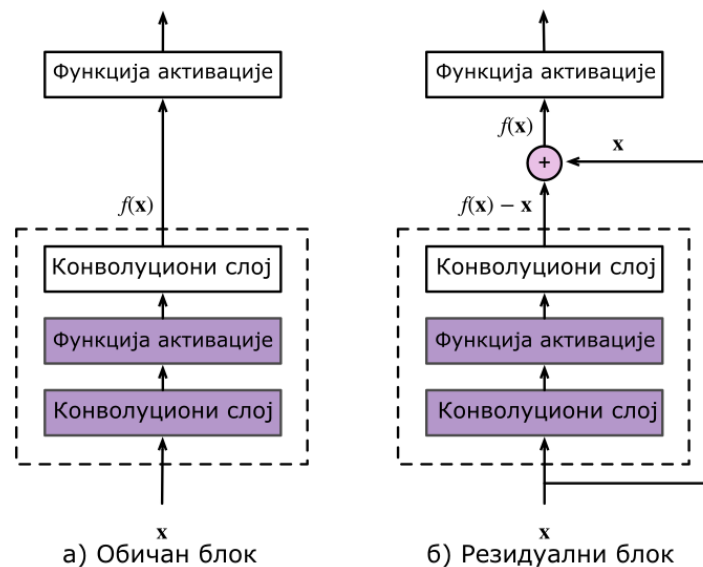 Функција активације
f(x)
Конволуциони слој
Функција активације
Конволуциони слој
x
а) Обичан блок
Функција активације
f(x)
x
+
f(x) − x
Конволуциони слој
Функција активације
Конволуциони слој
x
б) Резидуални блок